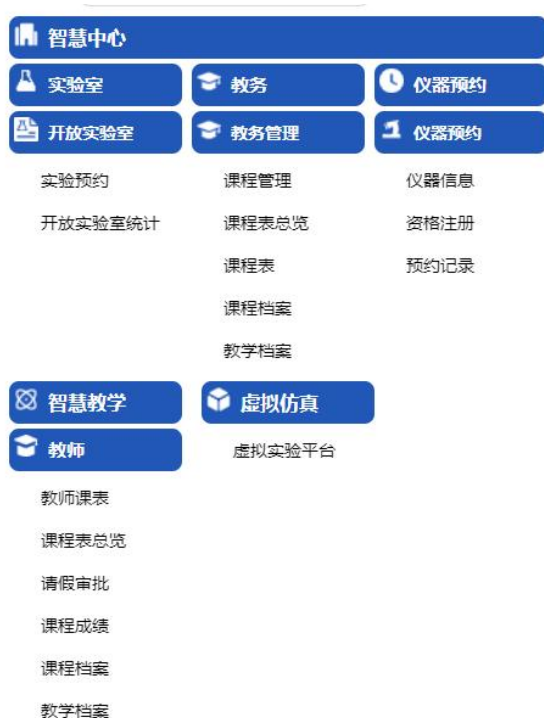 智慧中心
实验室 教务 仪器预约
开放实验室 教务管理 仪器预约
实验预约 课程管理 仪器信息
开放实验室统计 课程表总览 资格注册
课程表 预约记录
课程档案
教学档案
智慧教学 虚拟仿真
教师 虚拟实验平台
教师课表
课程表总览
请假审批
课程成绩
课程档案
教学档案